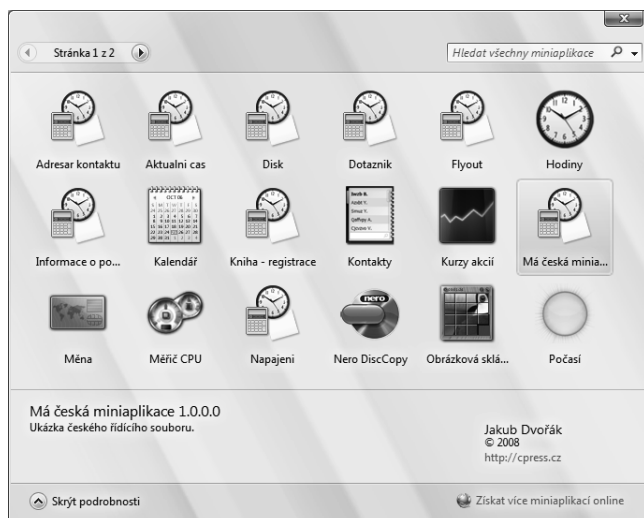 Stránka 1 z 2
Hledat všechny miniaplikace
Adresar kontaktu
Aktualni cas
Disk
Dotaznik
Flyout
Hodiny
Informace o po...
Kalendář
Kniha - registrace
Kontakty
Kurzy akcií
Má česká minia...
Měna
Měřič CPU
Napajeni
Nero DiscCopy
Obrázková sklá...
Počasí
Má česká miniaplikace 1.0.0.0
Ukázka českého řídícího souboru.
Jakub Dvořák
© 2008
http://cpress.cz
Skrýt podrobnosti
Získat více miniaplikací online